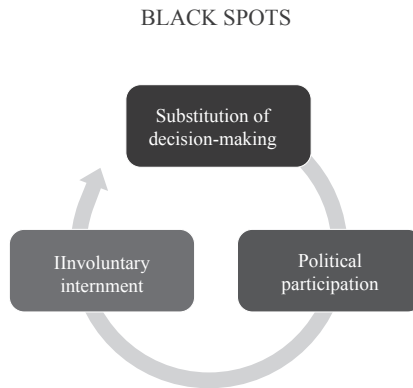 BLACK SPOTS
Substitution of
decision-making
IInvoluntary
internment
Political
participation